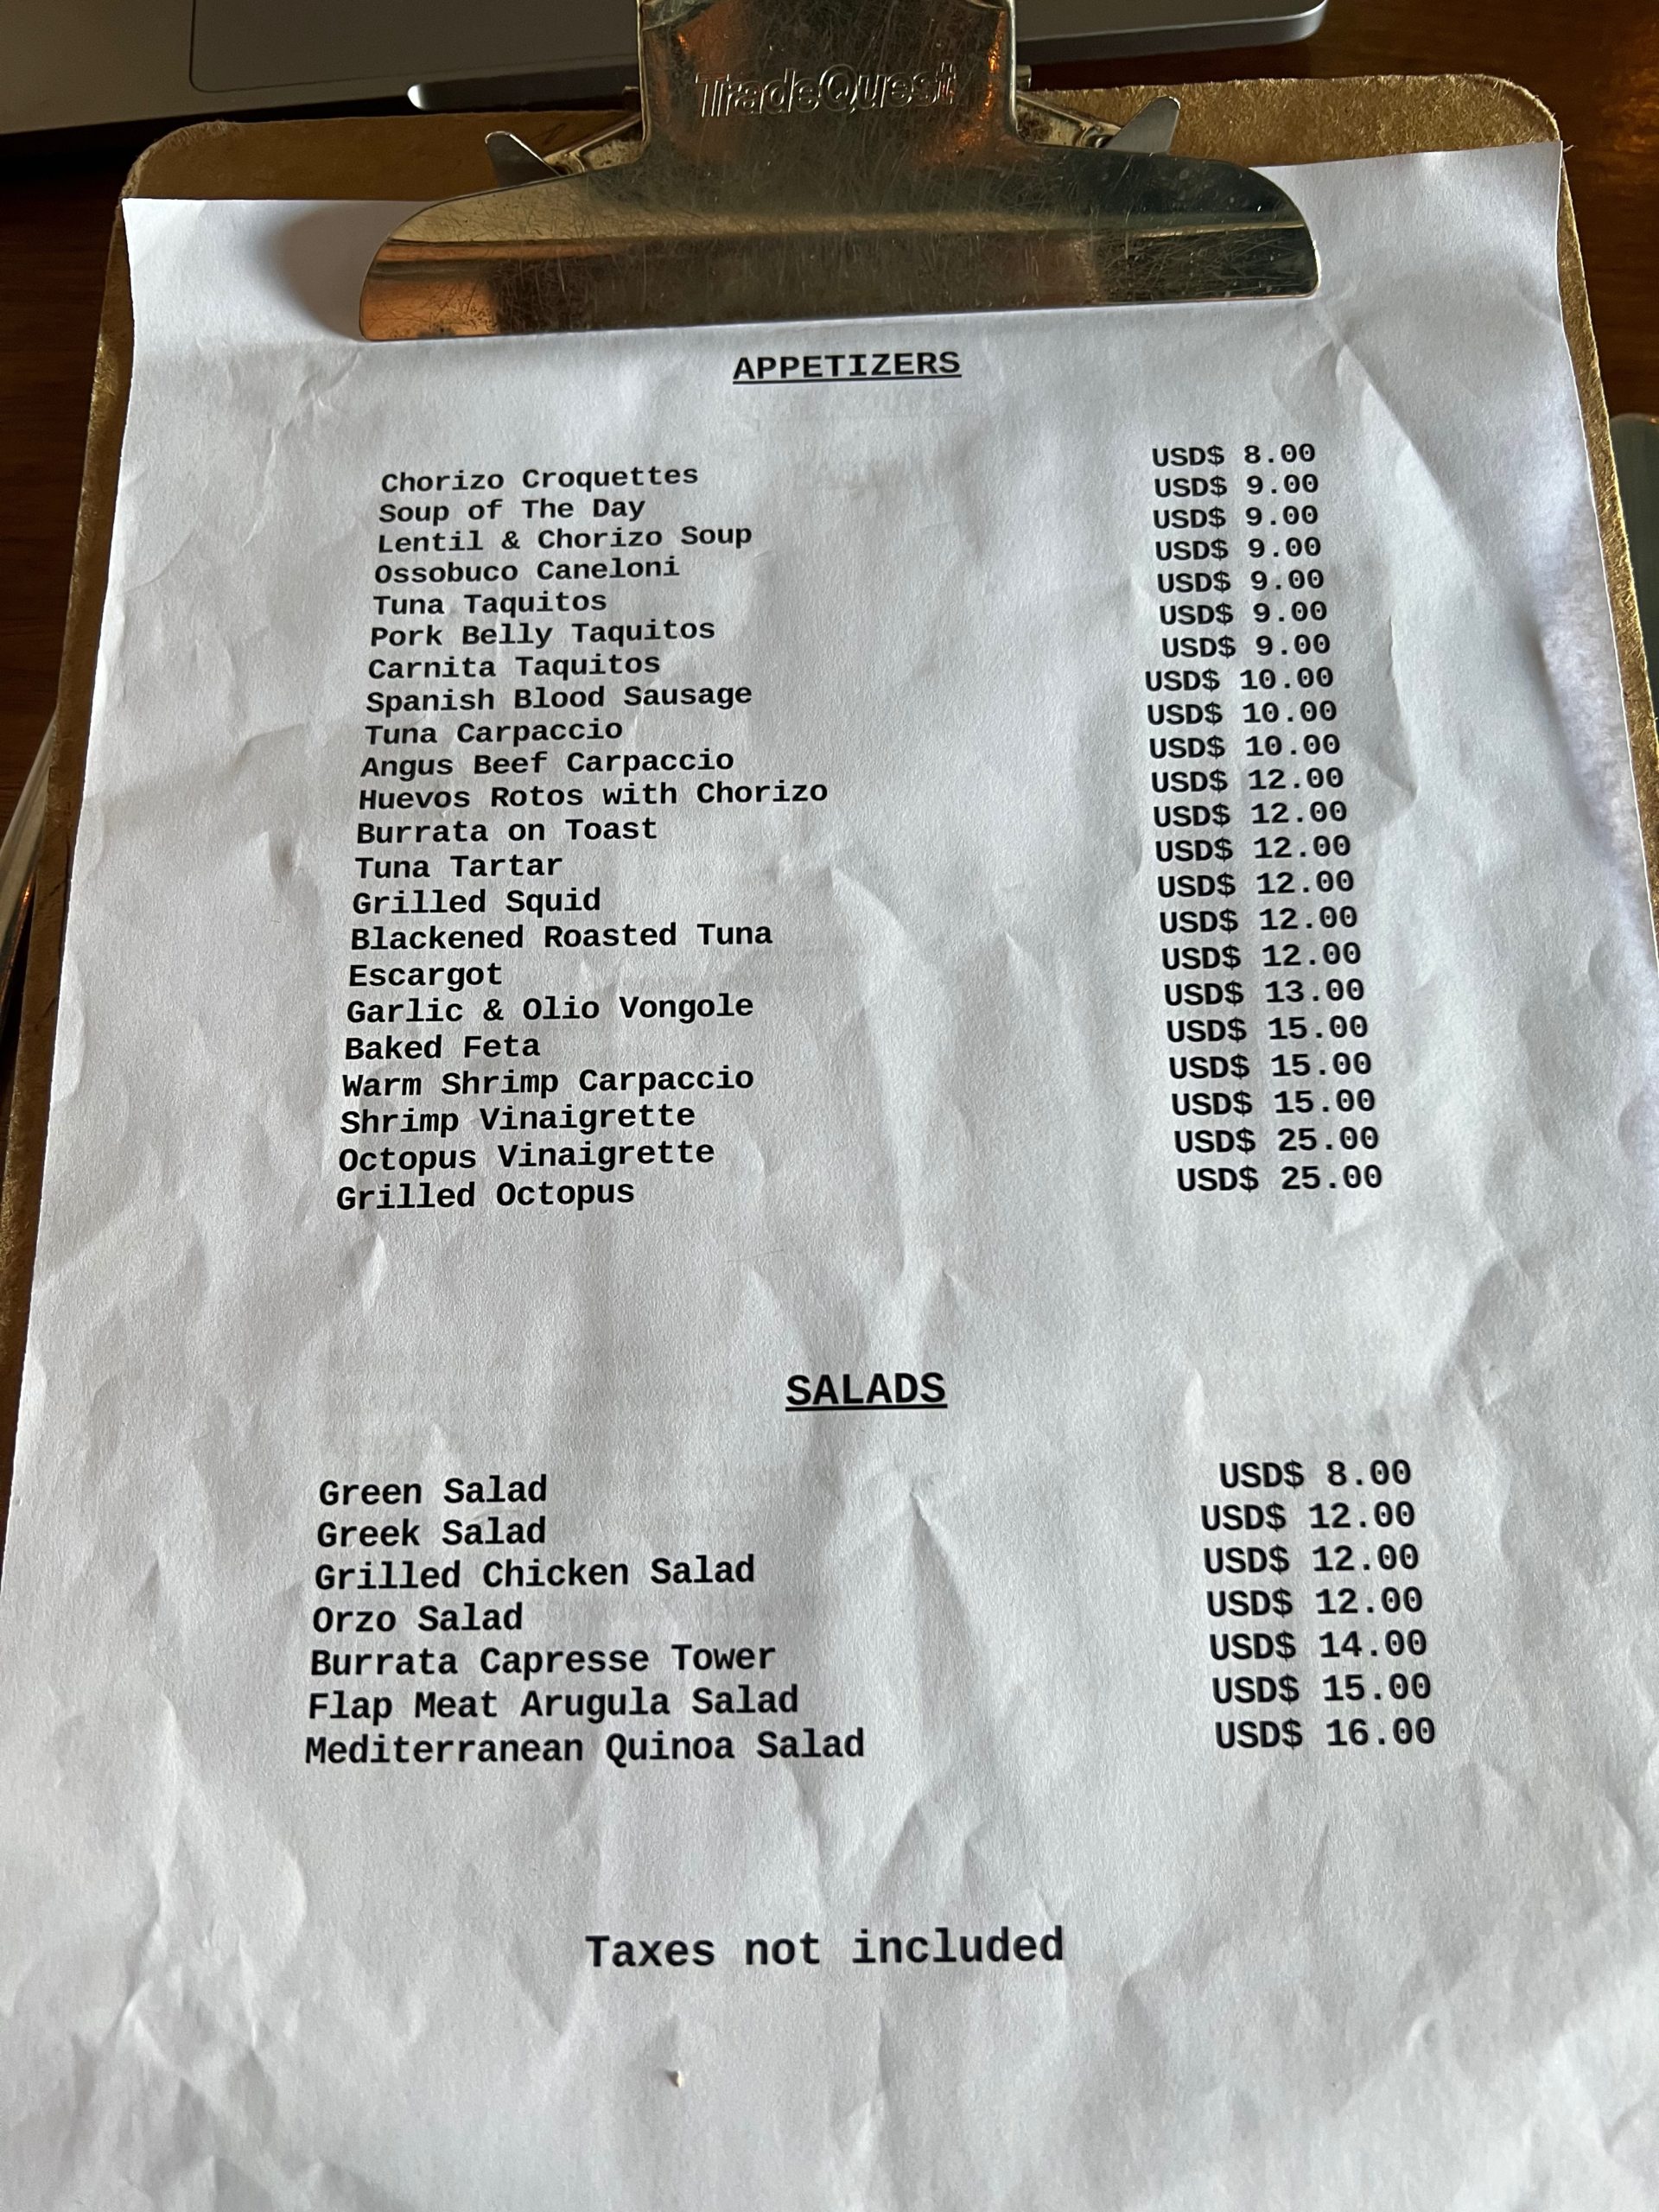 TradeQuest
APPETIZERS
Chorizo Croquettes USD$ 8.00
Soup of The Day USD$ 9.00
Lentil & Chorizo Soup USD$ 9.00
Ossobuco Caneloni USD$ 9.00
Tuna Taquitos USD$ 9.00
Pork Belly Taquitos USD$ 9.00
Carnita Taquitos USD$ 9.00
Spanish Blood Sausage USD$ 10.00
Tuna Carpaccio USD$ 10.00
Angus Beef Carpaccio USD$ 10.00
Huevos Rotos with Chorizo USD$ 12.00
Burrata on Toast USD$ 12.00
Tuna Tartar USD$ 12.00
Grilled Squid USD$ 12.00
Blackened Roasted Tuna USD$ 12.00
Escargot USD$ 12.00
Garlic & Olio Vongole USD$ 13.00
Baked Feta USD$ 15.00
Warm Shrimp Carpaccio USD$ 15.00
Shrimp Vinaigrette USD$ 15.00
Octopus Vinaigrette USD$ 25.00
Grilled Octopus USD$ 25.00
SALADS
Green Salad USD$ 8.00
Greek Salad USD$ 12.00
Grilled Chicken Salad USD$ 12.00
Orzo Salad USD$ 12.00
Burrata Capresse Tower USD$ 14.00
Flap Meat Arugula Salad USD$ 15.00
Mediterranean Quinoa Salad USD$ 16.00
Taxes not included